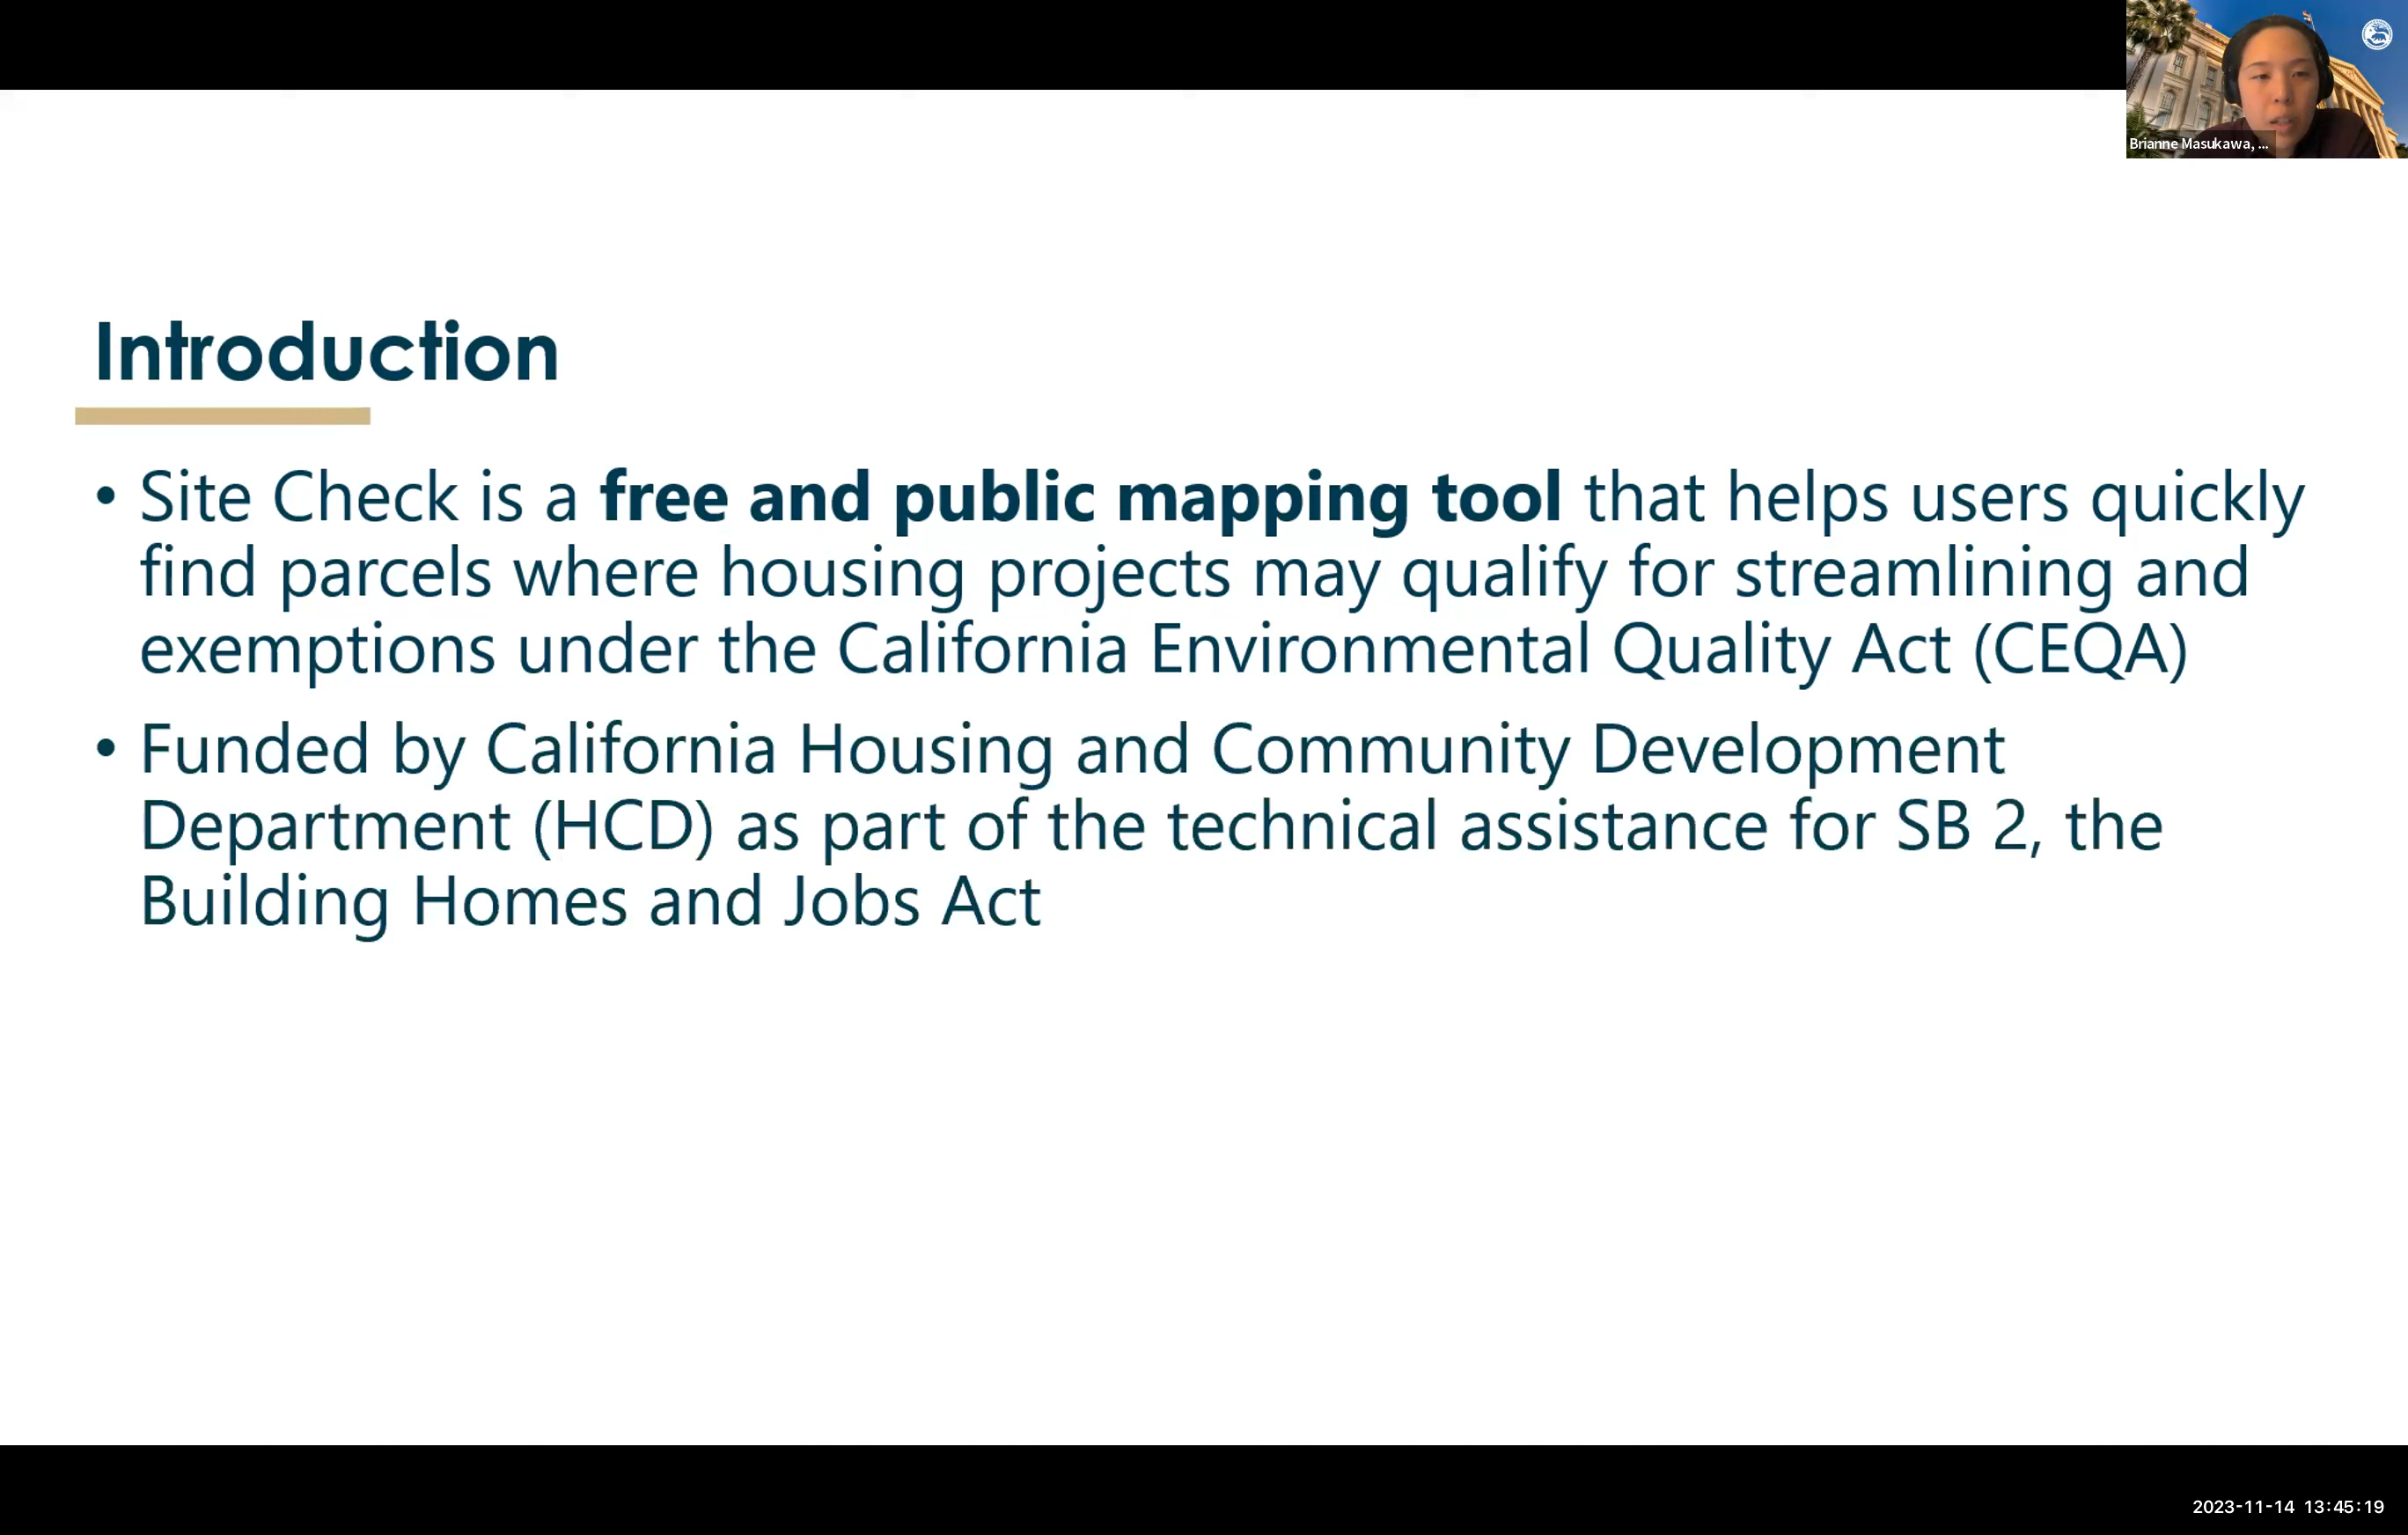 Brianne Masukawa, ...
Introduction
• Site Check is a free and public mapping tool that helps users quickly
find parcels where housing projects may qualify for streamlining and
exemptions under the California Environmental Quality Act (CEQA)
• Funded by California Housing and Community Development
Department (HCD) as part of the technical assistance for SB 2, the
Building Homes and Jobs Act
2023-11-14 13:45:19